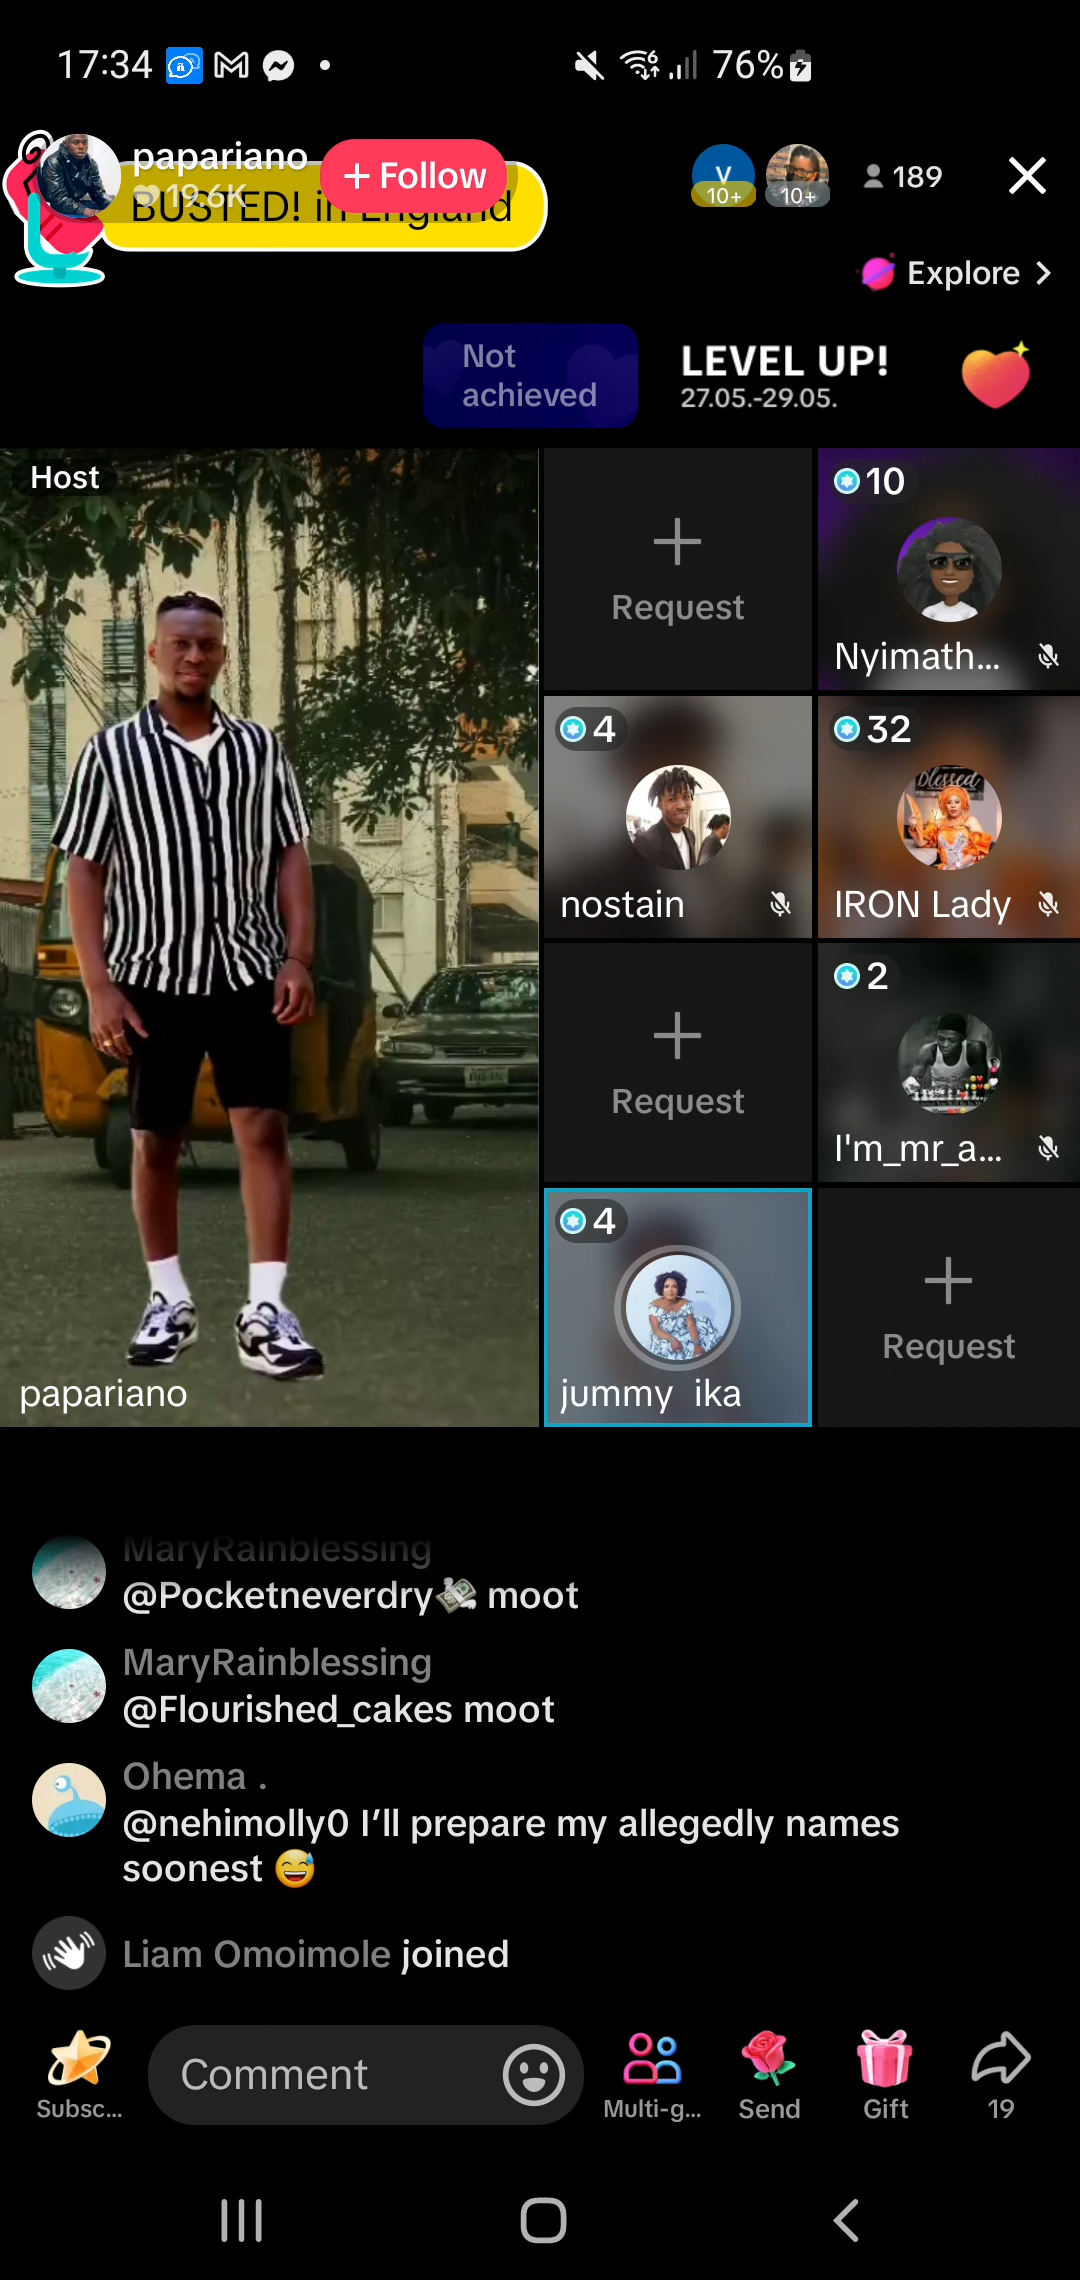 17:34
76%
papariano
19.6K
+ Follow
BUSTED! in England
V
10+
10+
189
Explore
Not
achieved
LEVEL UP!
27.05.-29.05.
Host
Request
10
Nyimath...
4
nostain
Blessed
32
IRON Lady
Request
2
I'm_mr_a...
4
jummy ika
Request
papariano
MaryRainblessing
@Pocketneverdry💸 moot
MaryRainblessing
@Flourished_cakes moot
Ohema .
@nehimolly0 I’ll prepare my allegedly names
soonest 😅
Liam Omoimole joined
Subsc...
Comment
Multi-g...
Send
Gift
19